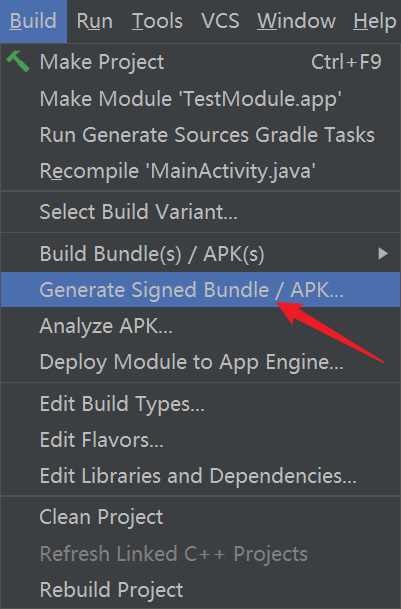 Build Run Tools VCS Window Help
Make Project Ctrl+F9
Make Module 'TestModule.app'
Run Generate Sources Gradle Tasks
Recompile 'MainActivity.java'
Select Build Variant...
Build Bundle(s) / APK(s)
Generate Signed Bundle / APK...
Analyze APK...
Deploy Module to App Engine...
Edit Build Types...
Edit Flavors...
Edit Libraries and Dependencies...
Clean Project
Refresh Linked C++ Projects
Rebuild Project